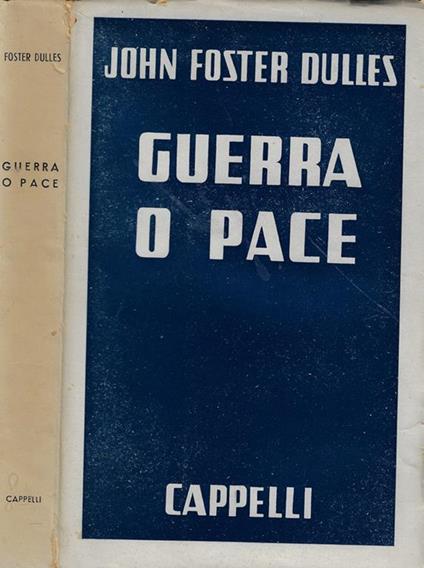 FOSTER DULLES
GUERRA
O PACE
CAPPELLI
JOHN FOSTER DULLES
GUERRA
O PACE
CAPPELLI